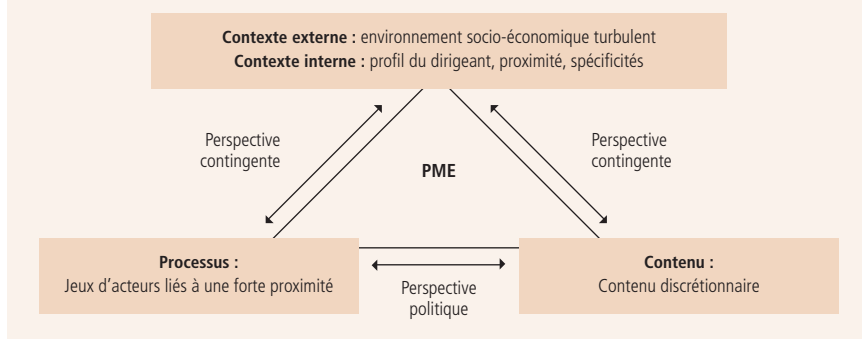 Contexte externe : environnement socio-économique turbulent
Contexte interne : profil du dirigeant, proximité, spécificités
Perspective
contingente
Perspective
contingente
PME
Processus :
Jeux d’acteurs liés à une forte proximité
Contenu :
Contenu discrétionnaire
Perspective
politique